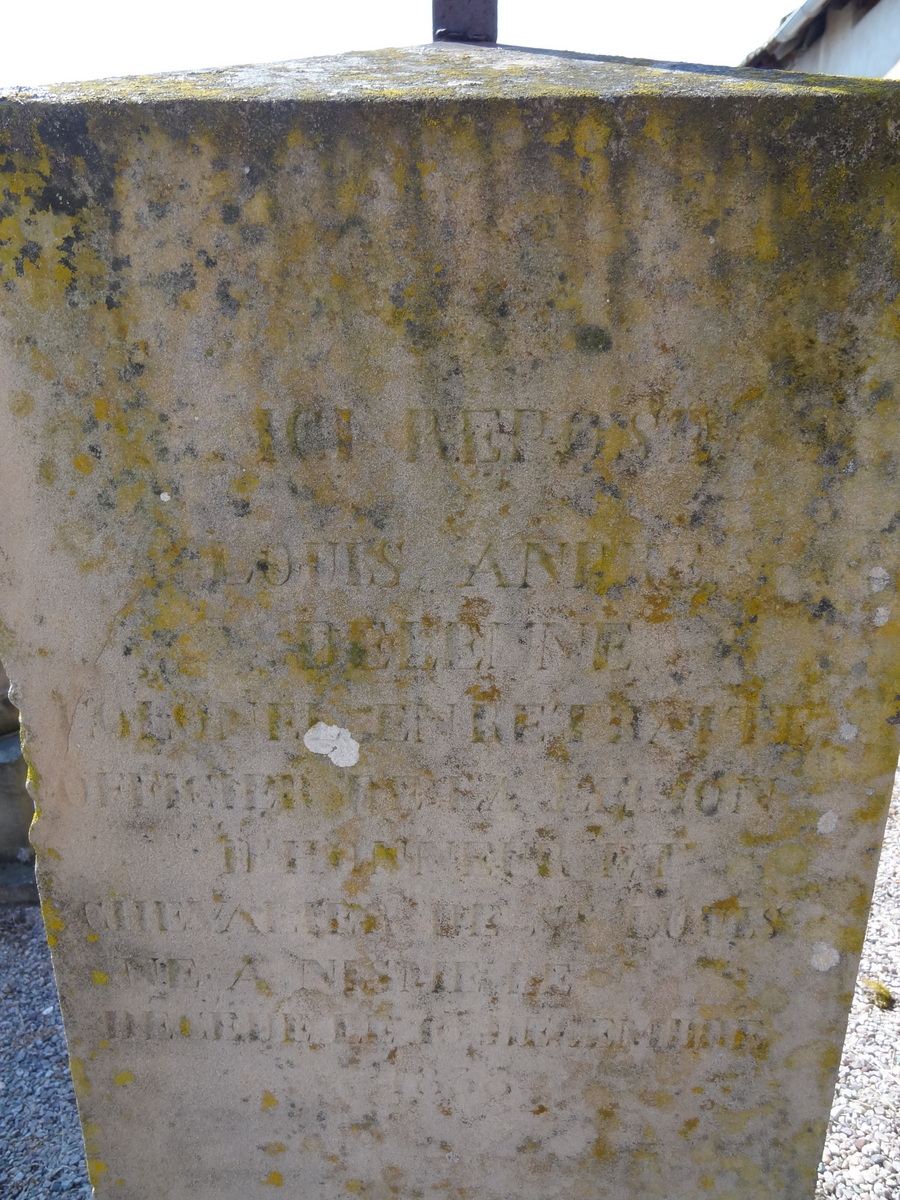 ICI REPOSE
LOUIS ANDRE
DELEUNE
COLONEL EN RETRAITE
OFFICIER DE LA LEGION
D'HONNEUR ET
CHEVALIER DE St LOUIS
NE A
DECEDE LE DECEMBRE